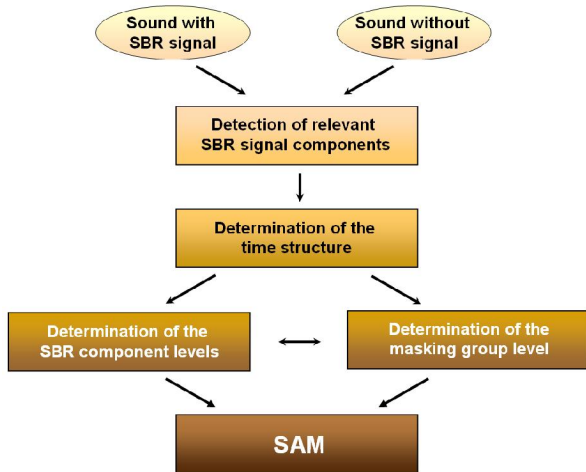 Sound with
SBR signal
Sound without
SBR signal
Detection of relevant
SBR signal components
Determination of the
time structure
Determination of the
SBR component levels
Determination of the
masking group level
SAM